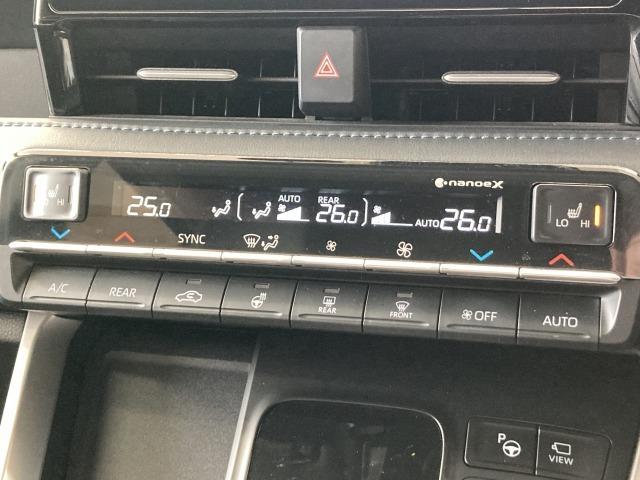 nanoeX
LO HI
25.0
AUTO
REAR
26.0
AUTO 26.0
LO HI
SYNC
A/C
REAR
REAR
FRONT
OFF
AUTO
P
VIEW